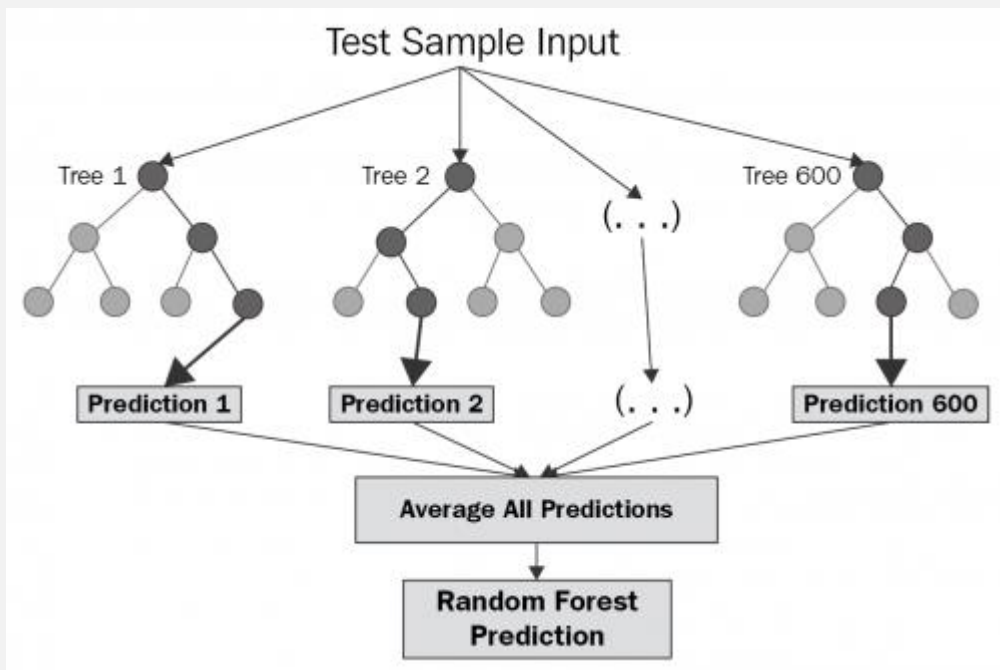 Test Sample Input
Tree 1
Tree 2
(. . .)
Tree 600
Prediction 1
Prediction 2
(. . .)
Prediction 600
Average All Predictions
Random Forest
Prediction